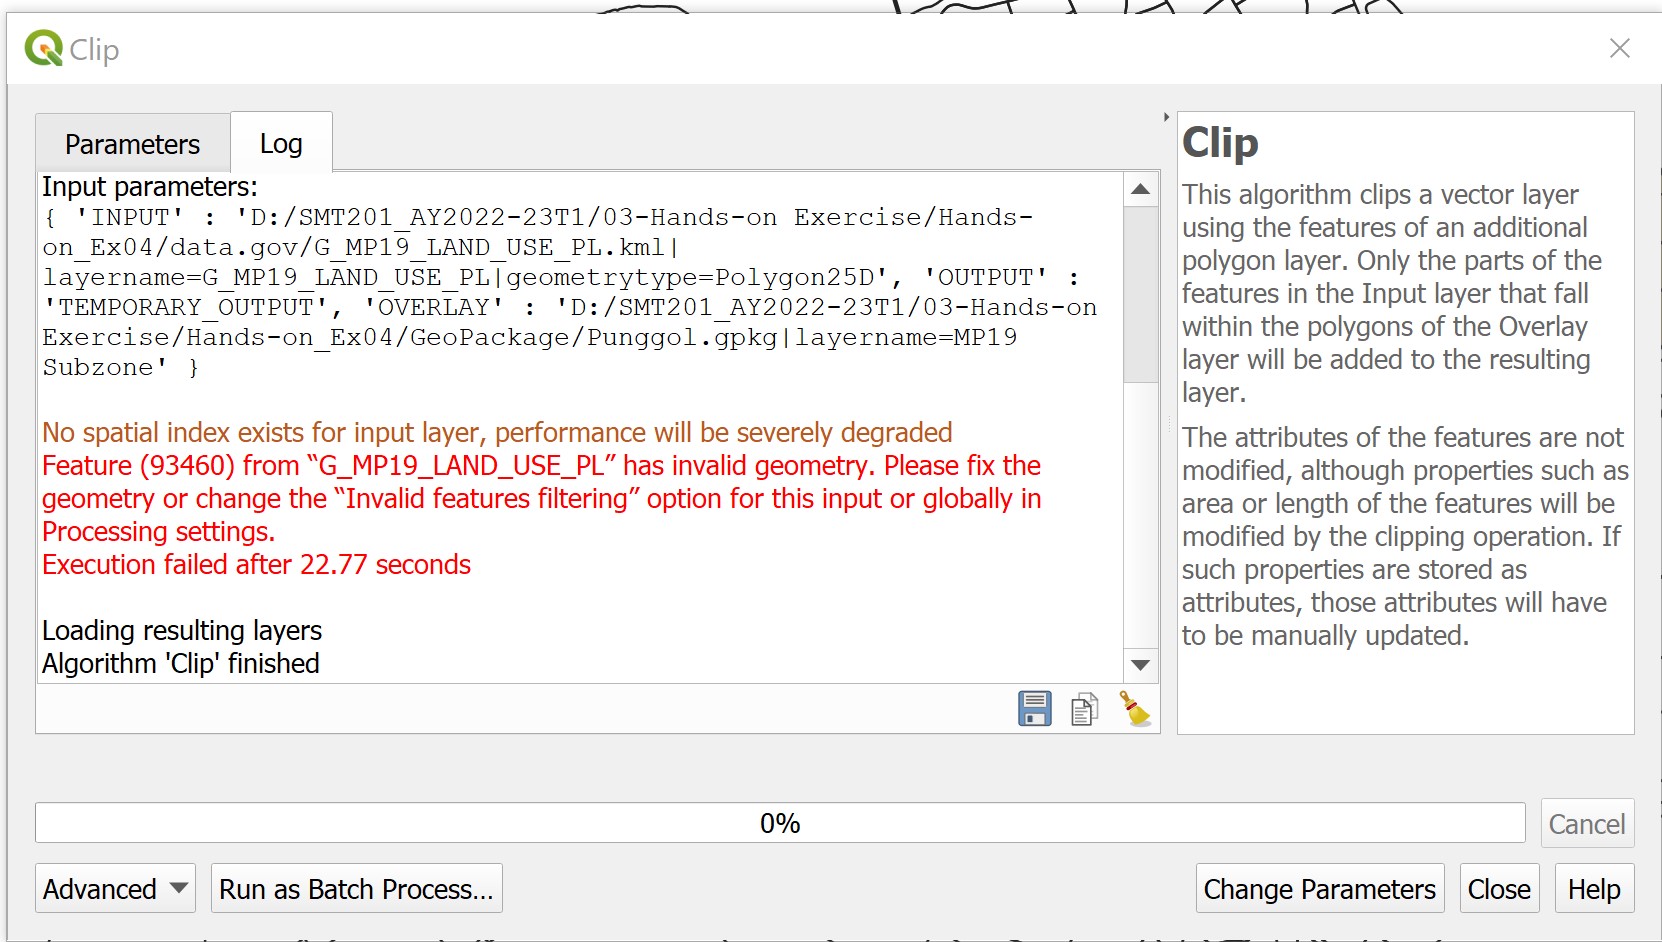 Clip
Parameters
Log
Input parameters:
{ 'INPUT' : 'D:/SMT201_AY2022-23T1/03-Hands-on Exercise/Hands-
on_Ex04/data.gov/G_MP19_LAND_USE_PL.kml|
layername=G_MP19_LAND_USE_PL|geometrytype=Polygon25D', 'OUTPUT' :
'TEMPORARY_OUTPUT', 'OVERLAY' : 'D:/SMT201_AY2022-23T1/03-Hands-on
Exercise/Hands-on_Ex04/GeoPackage/Punggol.gpkg|layername=MP19
Subzone' }
No spatial index exists for input layer, performance will be severely degraded
Feature (93460) from “G_MP19_LAND_USE_PL” has invalid geometry. Please fix the
geometry or change the “Invalid features filtering” option for this input or globally in
Processing settings.
Execution failed after 22.77 seconds
Loading resulting layers
Algorithm 'Clip' finished
Clip
This algorithm clips a vector layer
using the features of an additional
polygon layer. Only the parts of the
features in the Input layer that fall
within the polygons of the Overlay
layer will be added to the resulting
layer.
The attributes of the features are not
modified, although properties such as
area or length of the features will be
modified by the clipping operation. If
such properties are stored as
attributes, those attributes will have
to be manually updated.
0%
Cancel
Advanced
Run as Batch Process...
Change Parameters
Close
Help